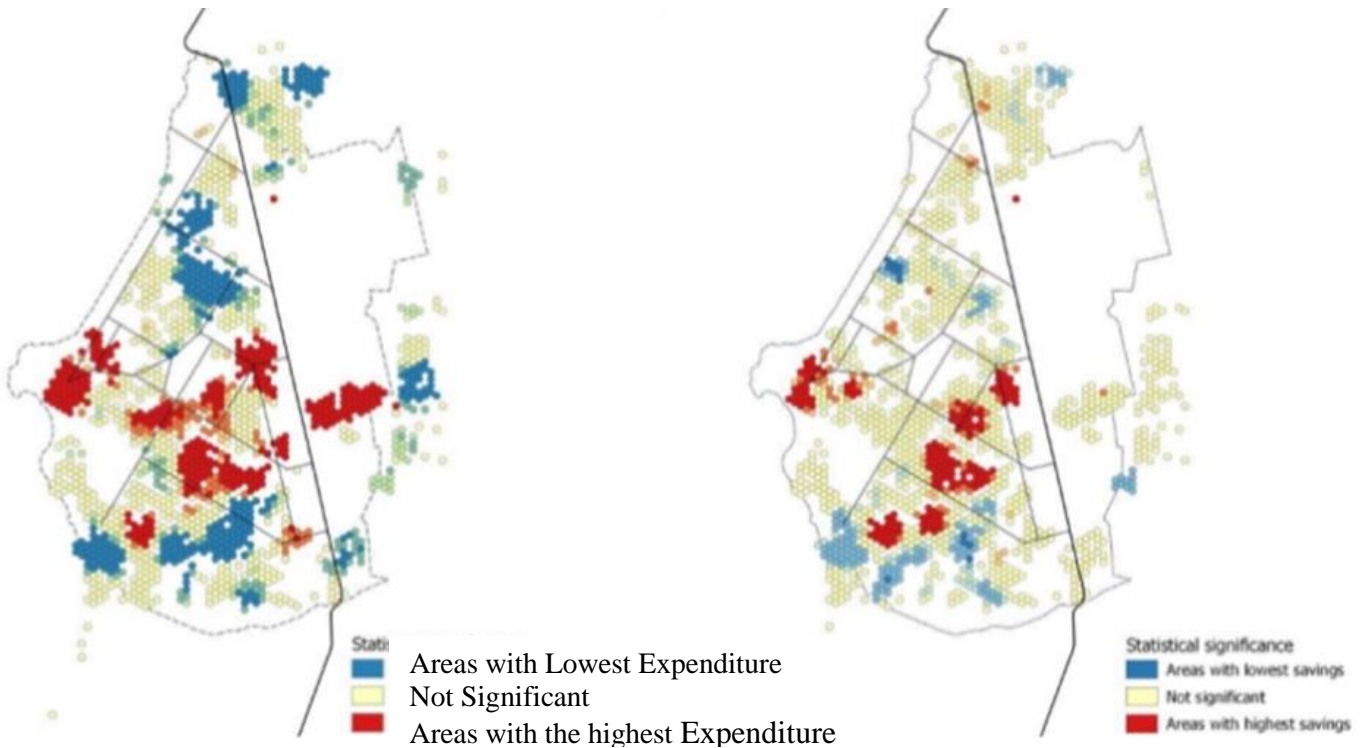 Statis
Areas with Lowest Expenditure
Not Significant
Areas with the highest Expenditure
Statistical significance
Areas with lowest savings
Not significant
Areas with highest savings